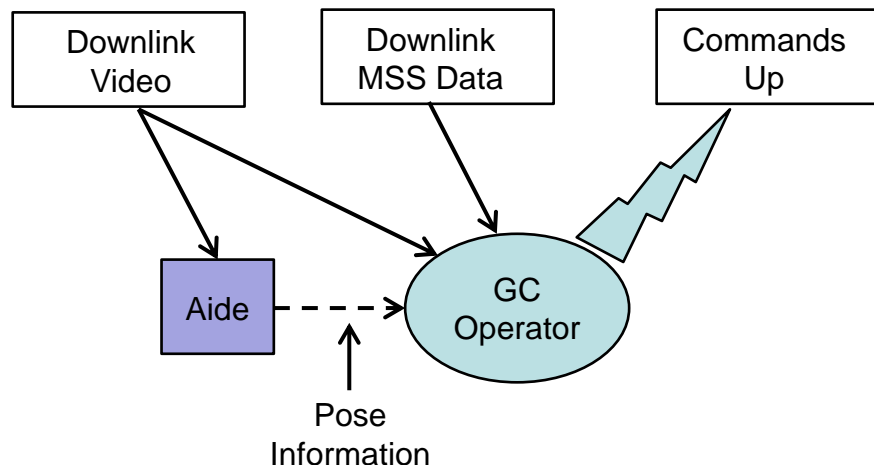 Downlink
Video
Downlink
MSS Data
Commands
Up
Aide
GC
Operator
Pose
Information